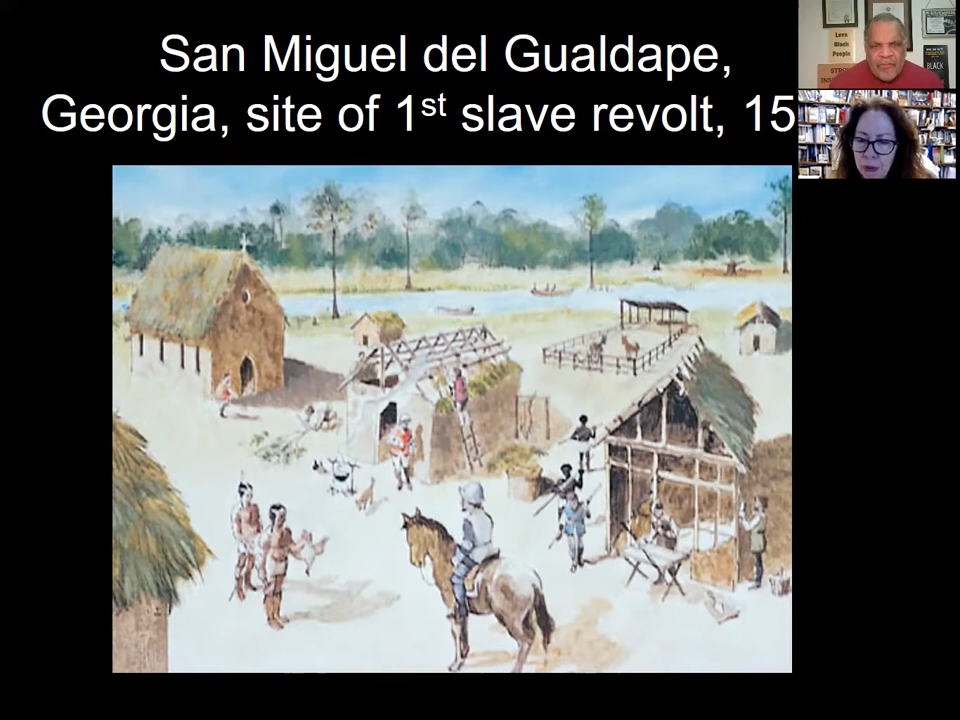 San Miguel del Gualdape,
Georgia, site of 1st slave revolt, 15
Love
Black
People
BLACK